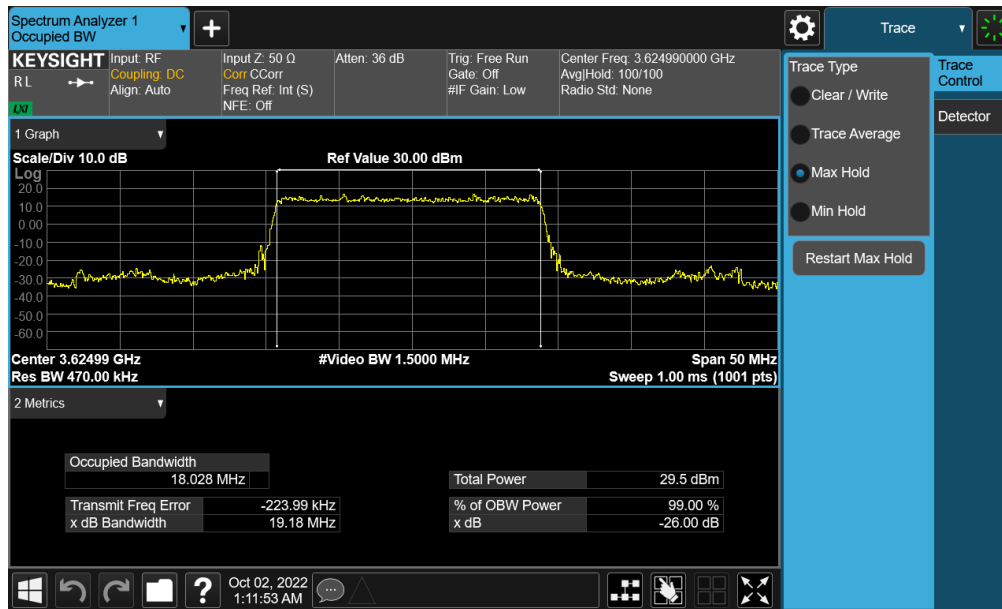 Spectrum Analyzer 1
Occupied BW
+
Trace
KEYSIGHT
R L
LXI
Input: RF
Coupling: DC
Align: Auto
Input Z: 50 Ω
Corr CCorr
Freq Ref: Int (S)
NFE: Off
Atten: 36 dB
Trig: Free Run
Gate: Off
#IF Gain: Low
Center Freq: 3.624990000 GHz
Avg|Hold: 100/100
Radio Std: None
Trace Type
Clear / Write
Trace Average
Max Hold
Min Hold
Restart Max Hold
Trace
Control
Detector
1 Graph
Scale/Div 10.0 dB
Ref Value 30.00 dBm
Log
20.0
10.0
0.00
-10.0
-20.0
-30.0
-40.0
-50.0
-60.0
Center 3.62499 GHz
#Video BW 1.5000 MHz
Span 50 MHz
Res BW 470.00 kHz
Sweep 1.00 ms (1001 pts)
2 Metrics
Occupied Bandwidth
18.028 MHz
Total Power 29.5 dBm
Transmit Freq Error -223.99 kHz
% of OBW Power 99.00 %
x dB Bandwidth 19.18 MHz
x dB -26.00 dB
?
Oct 02, 2022
1:11:53 AM